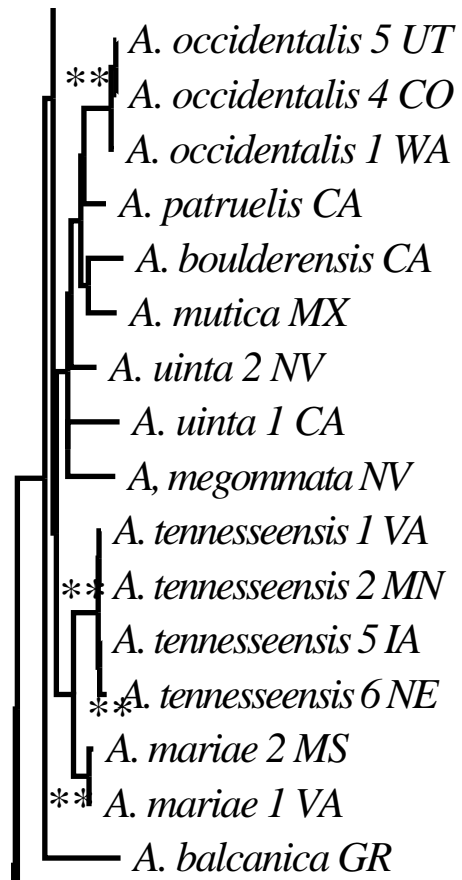 A. occidentalis 5 UT
**
A. occidentalis 4 CO
A. occidentalis 1 WA
A. patruelis CA
A. boulderensis CA
A. mutica MX
A. uinta 2 NV
A. uinta 1 CA
A, megommata NV
A. tennesseensis 1 VA
**
A. tennesseensis 2 MN
A. tennesseensis 5 IA
**
A. tennesseensis 6 NE
A. mariae 2 MS
**
A. mariae 1 VA
A. balcanica GR